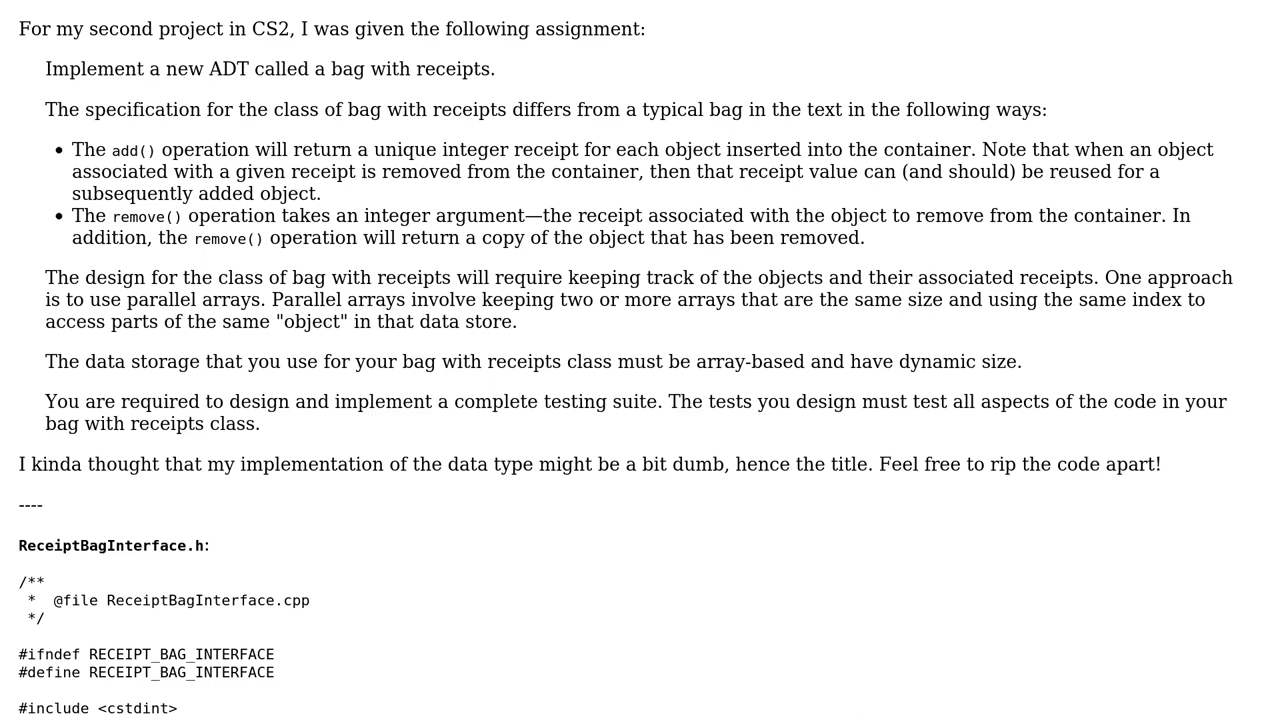 For my second project in CS2, I was given the following assignment:
Implement a new ADT called a bag with receipts.
The specification for the class of bag with receipts differs from a typical bag in the text in the following ways:
• The add() operation will return a unique integer receipt for each object inserted into the container. Note that when an object
associated with a given receipt is removed from the container, then that receipt value can (and should) be reused for a
subsequently added object.
• The remove() operation takes an integer argument—the receipt associated with the object to remove from the container. In
addition, the remove() operation will return a copy of the object that has been removed.
The design for the class of bag with receipts will require keeping track of the objects and their associated receipts. One approach
is to use parallel arrays. Parallel arrays involve keeping two or more arrays that are the same size and using the same index to
access parts of the same "object" in that data store.
The data storage that you use for your bag with receipts class must be array-based and have dynamic size.
You are required to design and implement a complete testing suite. The tests you design must test all aspects of the code in your
bag with receipts class.
I kinda thought that my implementation of the data type might be a bit dumb, hence the title. Feel free to rip the code apart!
----
ReceiptBagInterface.h:
/**
 *  @file ReceiptBagInterface.cpp
 */
#ifndef RECEIPT_BAG_INTERFACE
#define RECEIPT_BAG_INTERFACE
#include <cstdint>